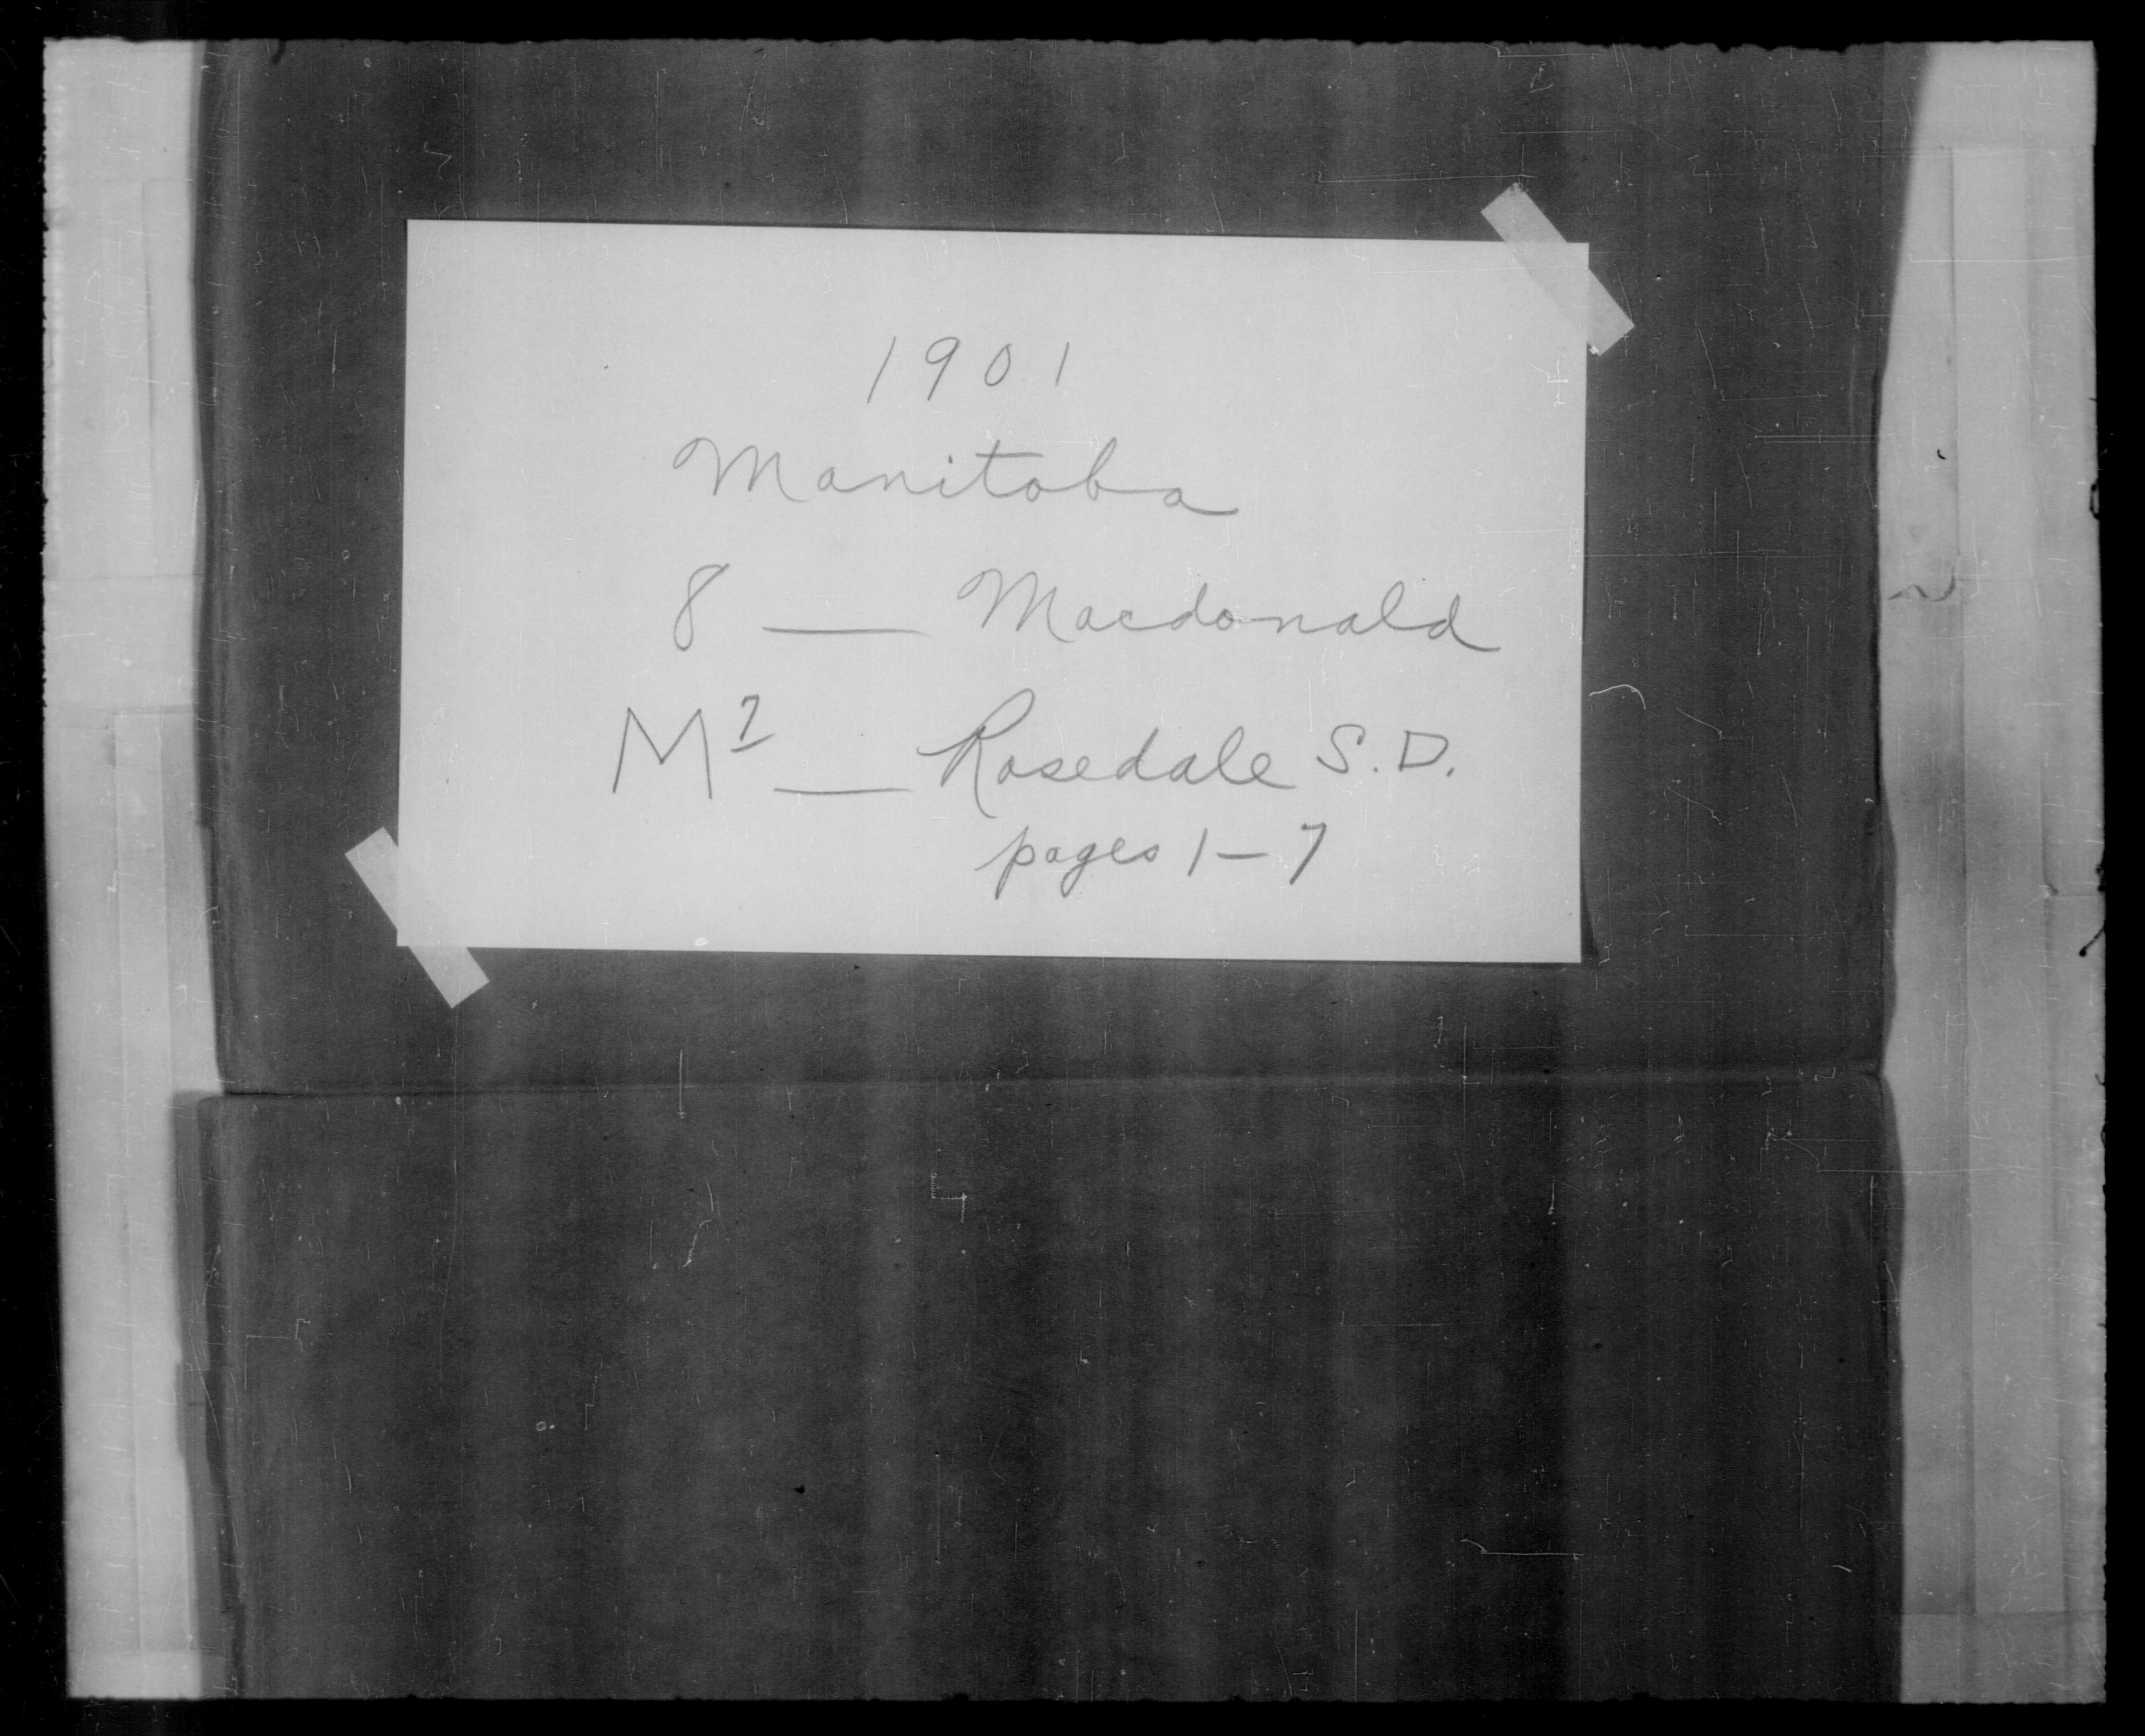 1901
Manitoba
8 — Macdonald
M² — Rosedale S.D.
pages 1–7